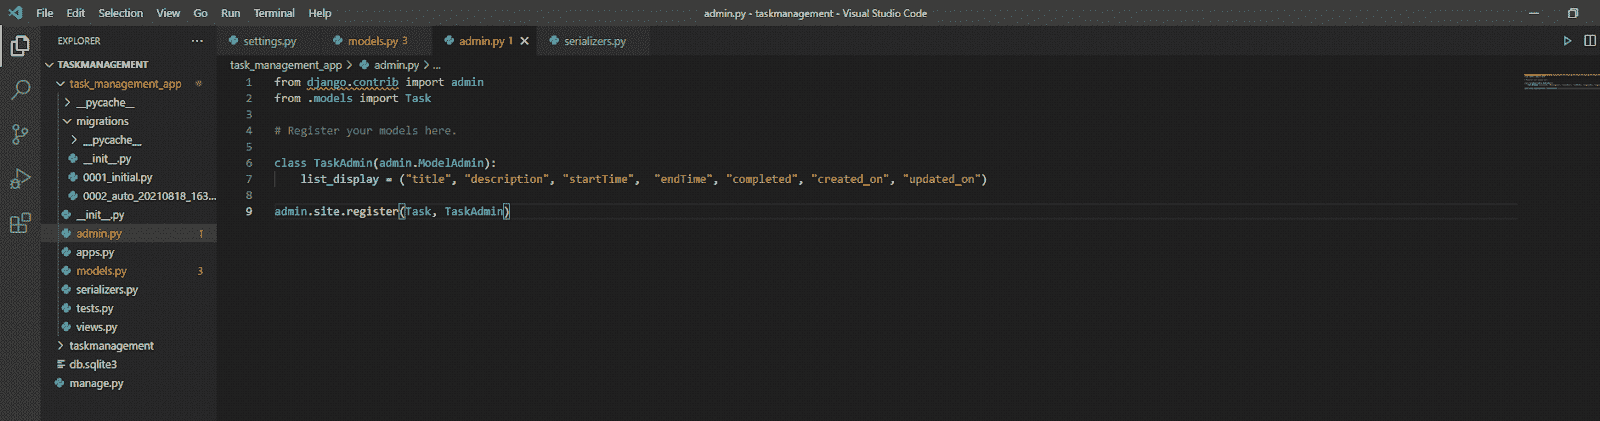 File Edit Selection View Go Run Terminal Help
admin.py - taskmanagement - Visual Studio Code
EXPLORER ···
TASKMANAGEMENT
task_management_app
__pycache__
migrations
__pycache__
__init__.py
0001_initial.py
0002_auto_20210818_163...
__init__.py
admin.py 1
apps.py
models.py 3
serializers.py
tests.py
views.py
taskmanagement
db.sqlite3
manage.py
settings.py models.py 3 admin.py 1 serializers.py
task_management_app > admin.py > ...
1 from django.contrib import admin
2 from .models import Task
3
4 # Register your models here.
5
6 class TaskAdmin(admin.ModelAdmin):
7 list_display = ("title", "description", "startTime",  "endTime", "completed", "created_on", "updated_on")
8
9 admin.site.register(Task, TaskAdmin)